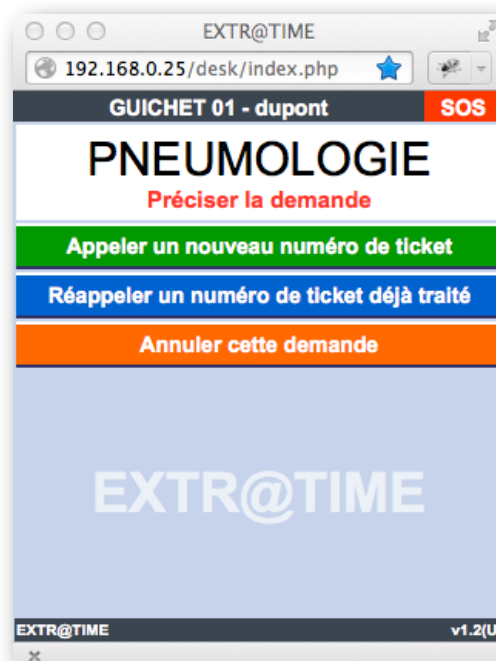 EXTR@TIME
192.168.0.25/desk/index.php
GUICHET 01 - dupont SOS
PNEUMOLOGIE
Préciser la demande
Appeler un nouveau numéro de ticket
Réappeler un numéro de ticket déjà traité
Annuler cette demande
EXTR@TIME
EXTR@TIME v1.2(U